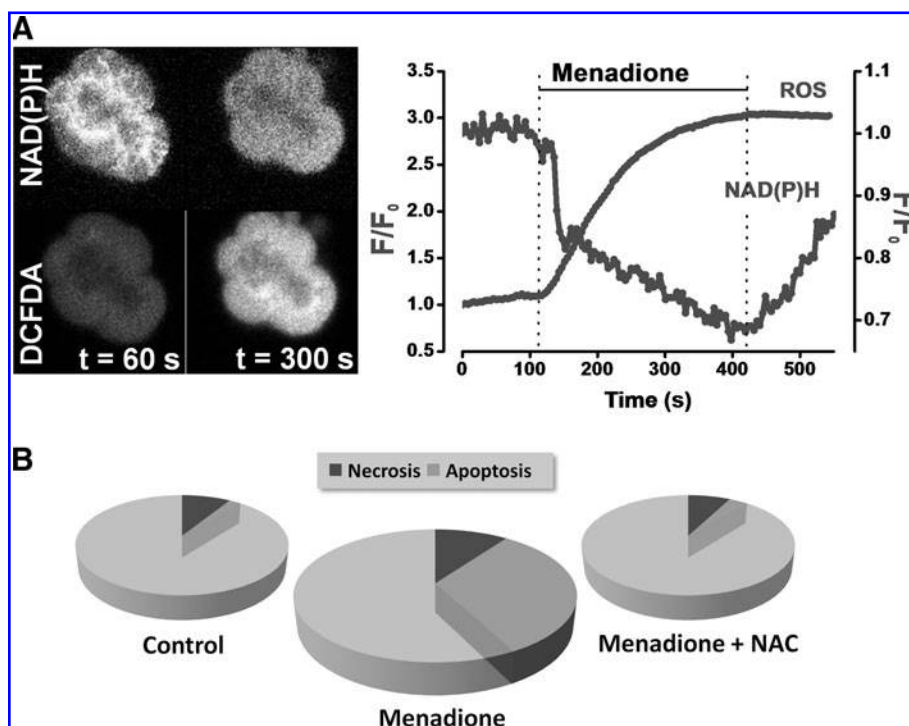 A
NAD(P)H
DCFDA
t = 60 s
t = 300 s
Menadione
ROS
NAD(P)H
F/F0
3.5
3.0
2.5
2.0
1.5
1.0
0.5
F/F0
1.1
1.0
0.9
0.8
0.7
0 100 200 300 400 500
Time (s)
B
Necrosis Apoptosis
Control
Menadione
Menadione + NAC